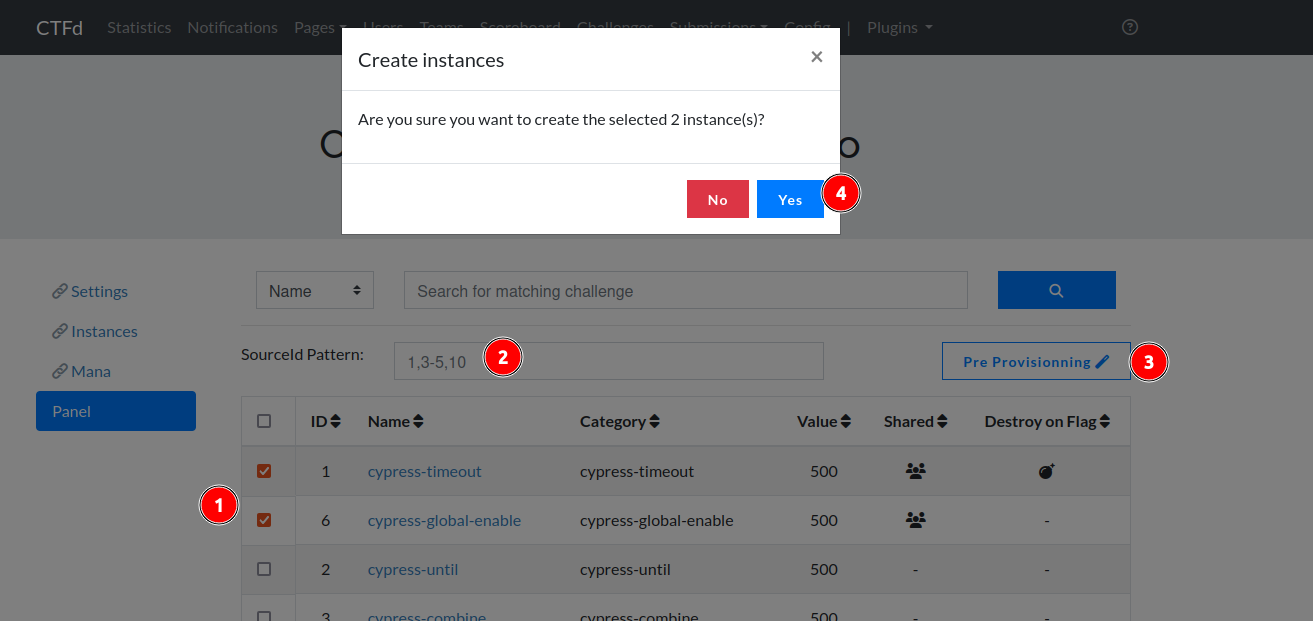 CTFd Statistics Notifications Pages Users Teams Scoreboard Challenges Submissions Config | Plugins
Create instances ×
Are you sure you want to create the selected 2 instance(s)?
No Yes 4
Settings
Instances
Mana
Panel
Name Search for matching challenge
SourceId Pattern: 1,3-5,10 2 Pre Provisionning 3
ID Name Category Value Shared Destroy on Flag
1 cypress-timeout cypress-timeout 500
1
6 cypress-global-enable cypress-global-enable 500 -
2 cypress-until cypress-until 500 - -
3 cypress-combine cypress-combine 500 - -